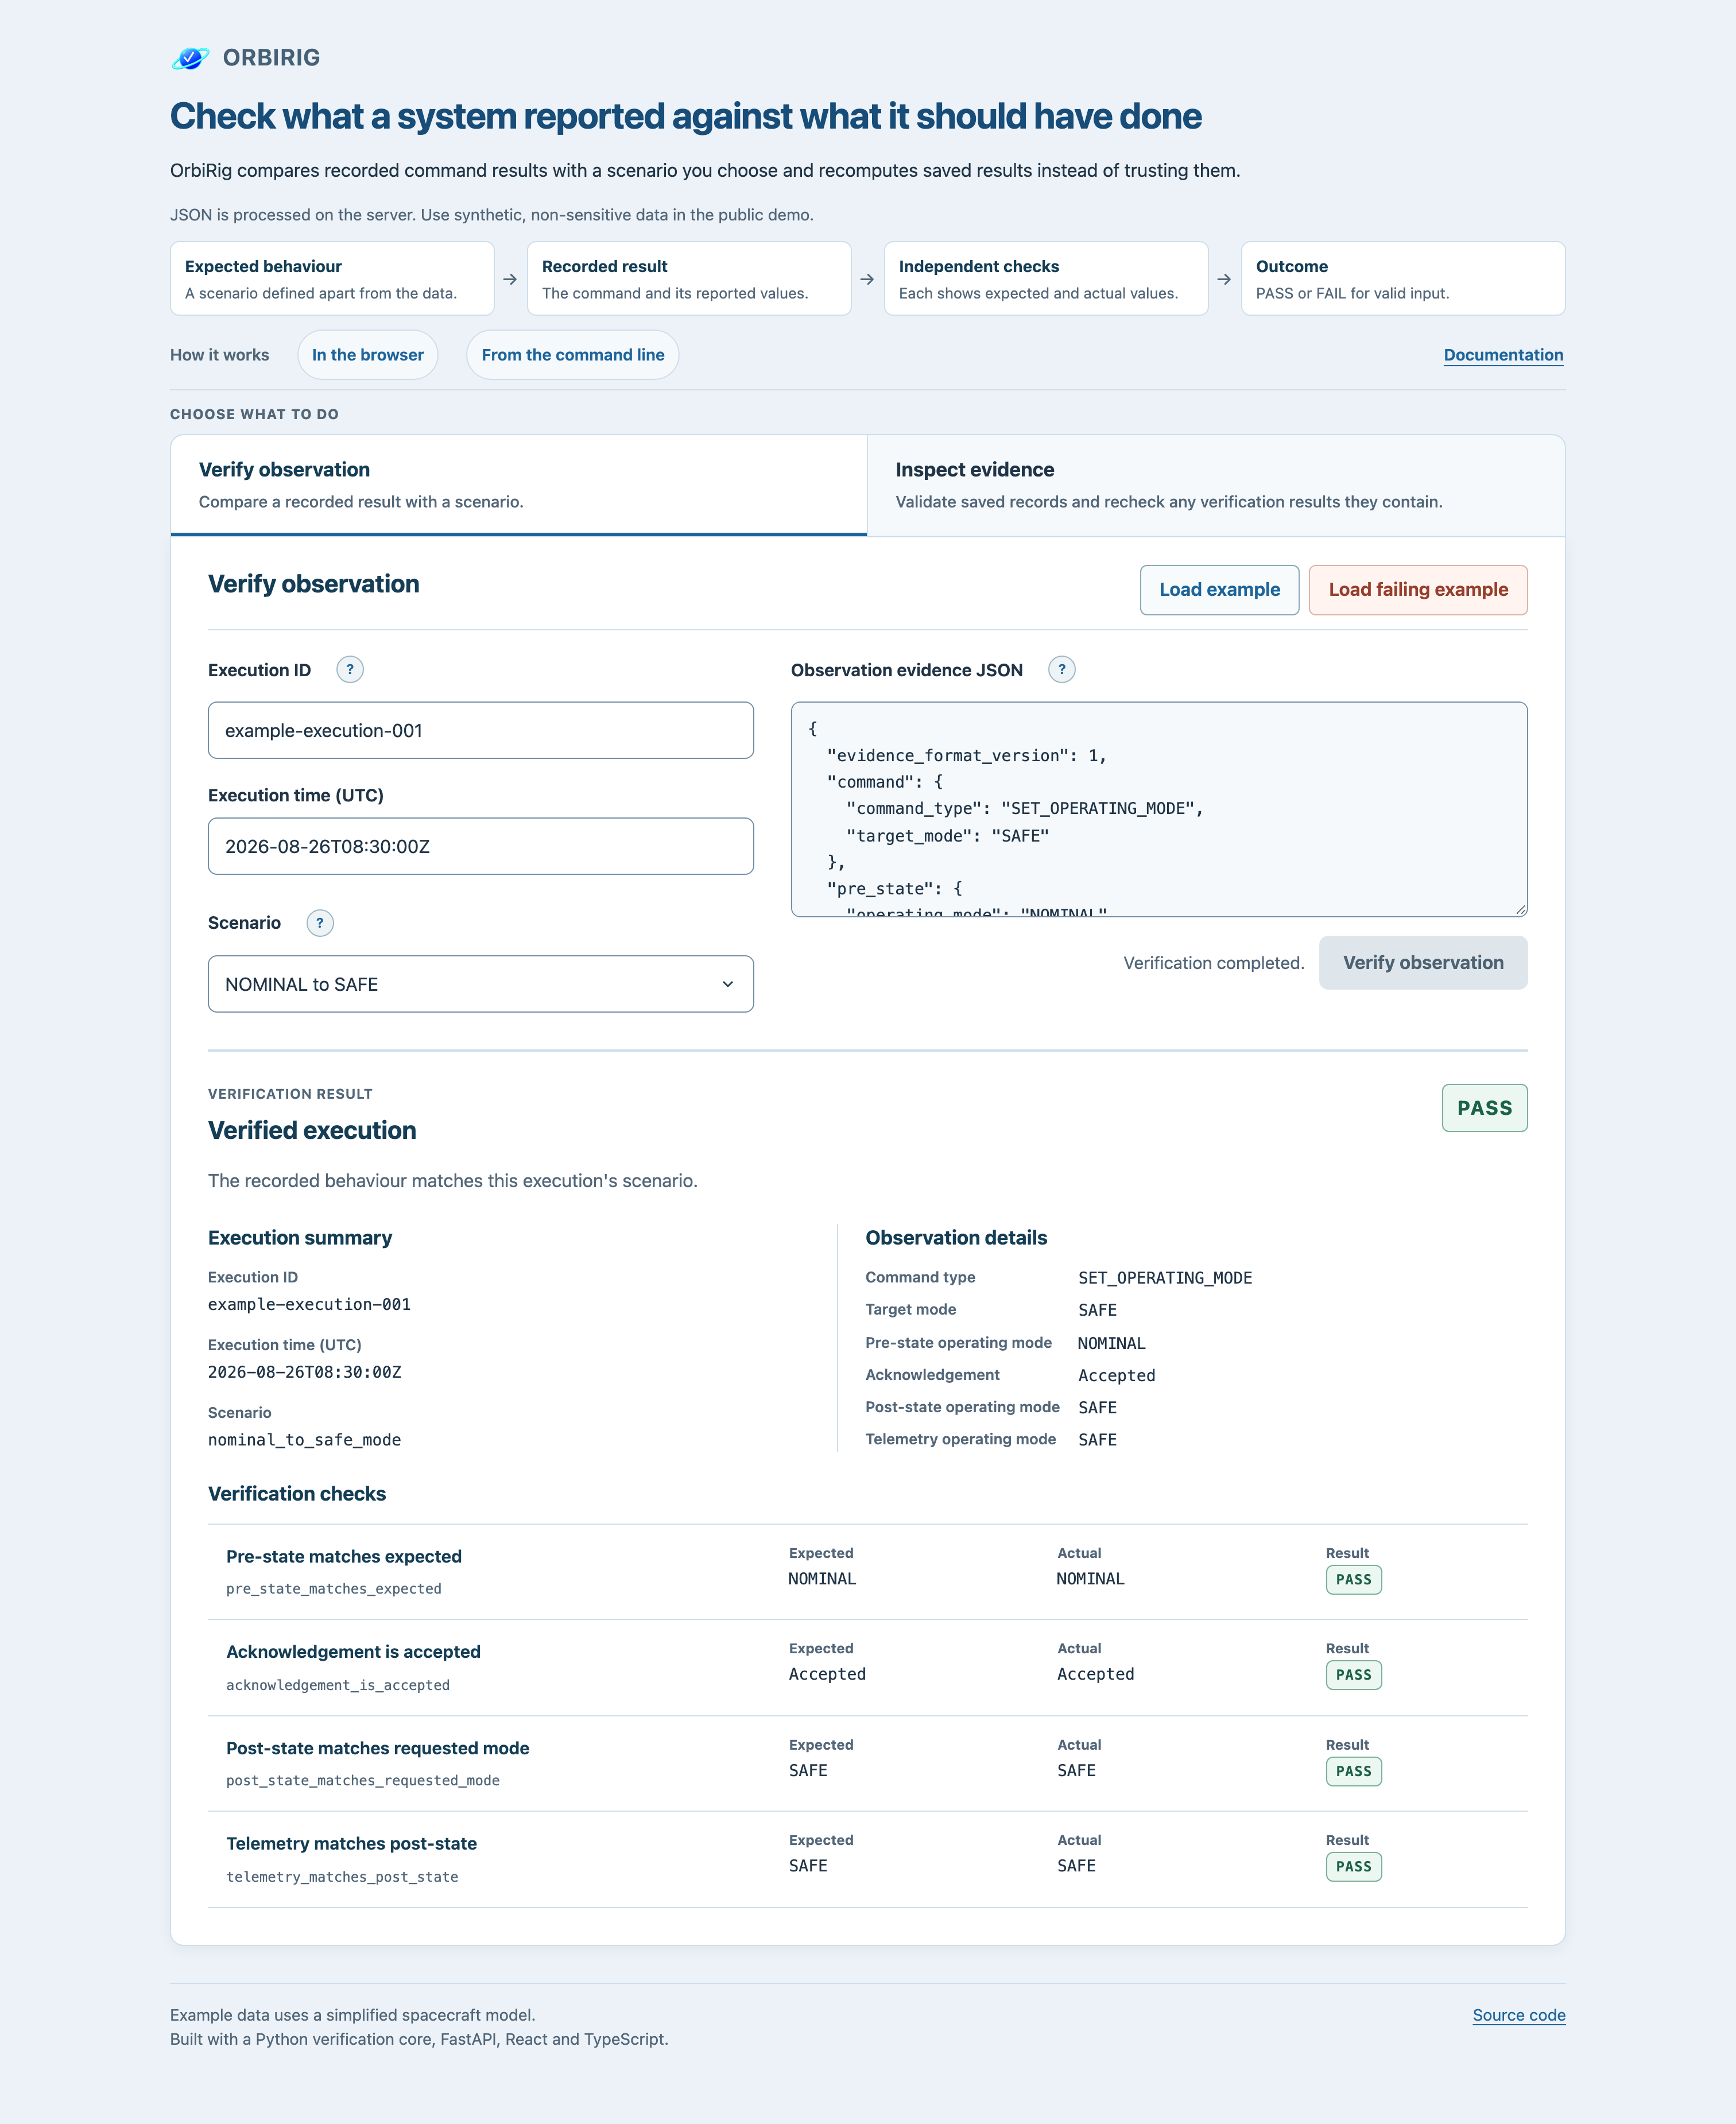 ORBIRIG
Check what a system reported against what it should have done
OrbiRig compares recorded command results with a scenario you choose and recomputes saved results instead of trusting them.
JSON is processed on the server. Use synthetic, non-sensitive data in the public demo.
Expected behaviour
A scenario defined apart from the data.
→
Recorded result
The command and its reported values.
→
Independent checks
Each shows expected and actual values.
→
Outcome
PASS or FAIL for valid input.
How it works
In the browser
From the command line
Documentation
CHOOSE WHAT TO DO
Verify observation
Compare a recorded result with a scenario.
Inspect evidence
Validate saved records and recheck any verification results they contain.
Verify observation
Load example
Load failing example
Execution ID ?
example-execution-001
Execution time (UTC)
2026-08-26T08:30:00Z
Scenario ?
NOMINAL to SAFE
Observation evidence JSON ?
{
"evidence_format_version": 1,
"command": {
"command_type": "SET_OPERATING_MODE",
"target_mode": "SAFE"
},
"pre_state": {
"operating_mode": "NOMINAL"
Verification completed.
Verify observation
VERIFICATION RESULT
Verified execution
PASS
The recorded behaviour matches this execution's scenario.
Execution summary
Execution ID
example-execution-001
Execution time (UTC)
2026-08-26T08:30:00Z
Scenario
nominal_to_safe_mode
Observation details
Command type SET_OPERATING_MODE
Target mode SAFE
Pre-state operating mode NOMINAL
Acknowledgement Accepted
Post-state operating mode SAFE
Telemetry operating mode SAFE
Verification checks
Pre-state matches expected
pre_state_matches_expected
Expected
NOMINAL
Actual
NOMINAL
Result
PASS
Acknowledgement is accepted
acknowledgement_is_accepted
Expected
Accepted
Actual
Accepted
Result
PASS
Post-state matches requested mode
post_state_matches_requested_mode
Expected
SAFE
Actual
SAFE
Result
PASS
Telemetry matches post-state
telemetry_matches_post_state
Expected
SAFE
Actual
SAFE
Result
PASS
Example data uses a simplified spacecraft model.
Built with a Python verification core, FastAPI, React and TypeScript.
Source code